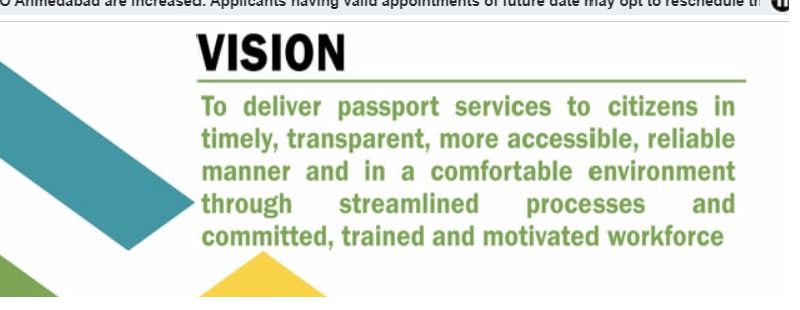 O Ahmedabad are increased. Applicants having valid appointments of future date may opt to reschedule
VISION
To deliver passport services to citizens in
timely, transparent, more accessible, reliable
manner and in a comfortable environment
through streamlined processes and
committed, trained and motivated workforce